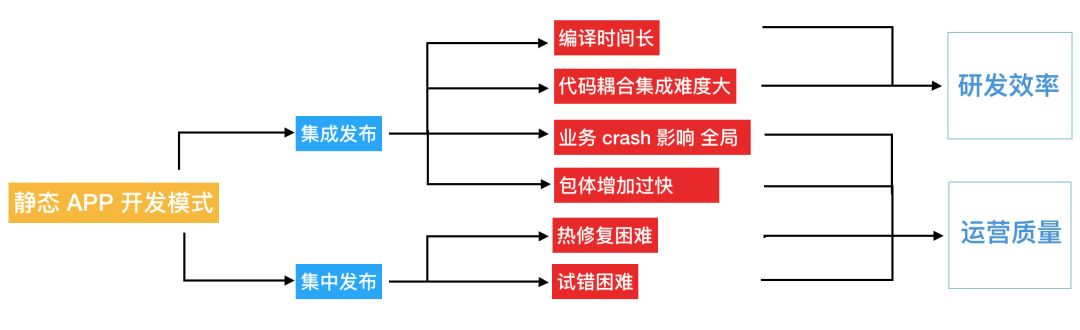 静态 APP 开发模式
集成发布
集中发布
编译时间长
代码耦合集成难度大
业务 crash 影响 全局
包体增加过快
热修复困难
试错困难
研发效率
运营质量